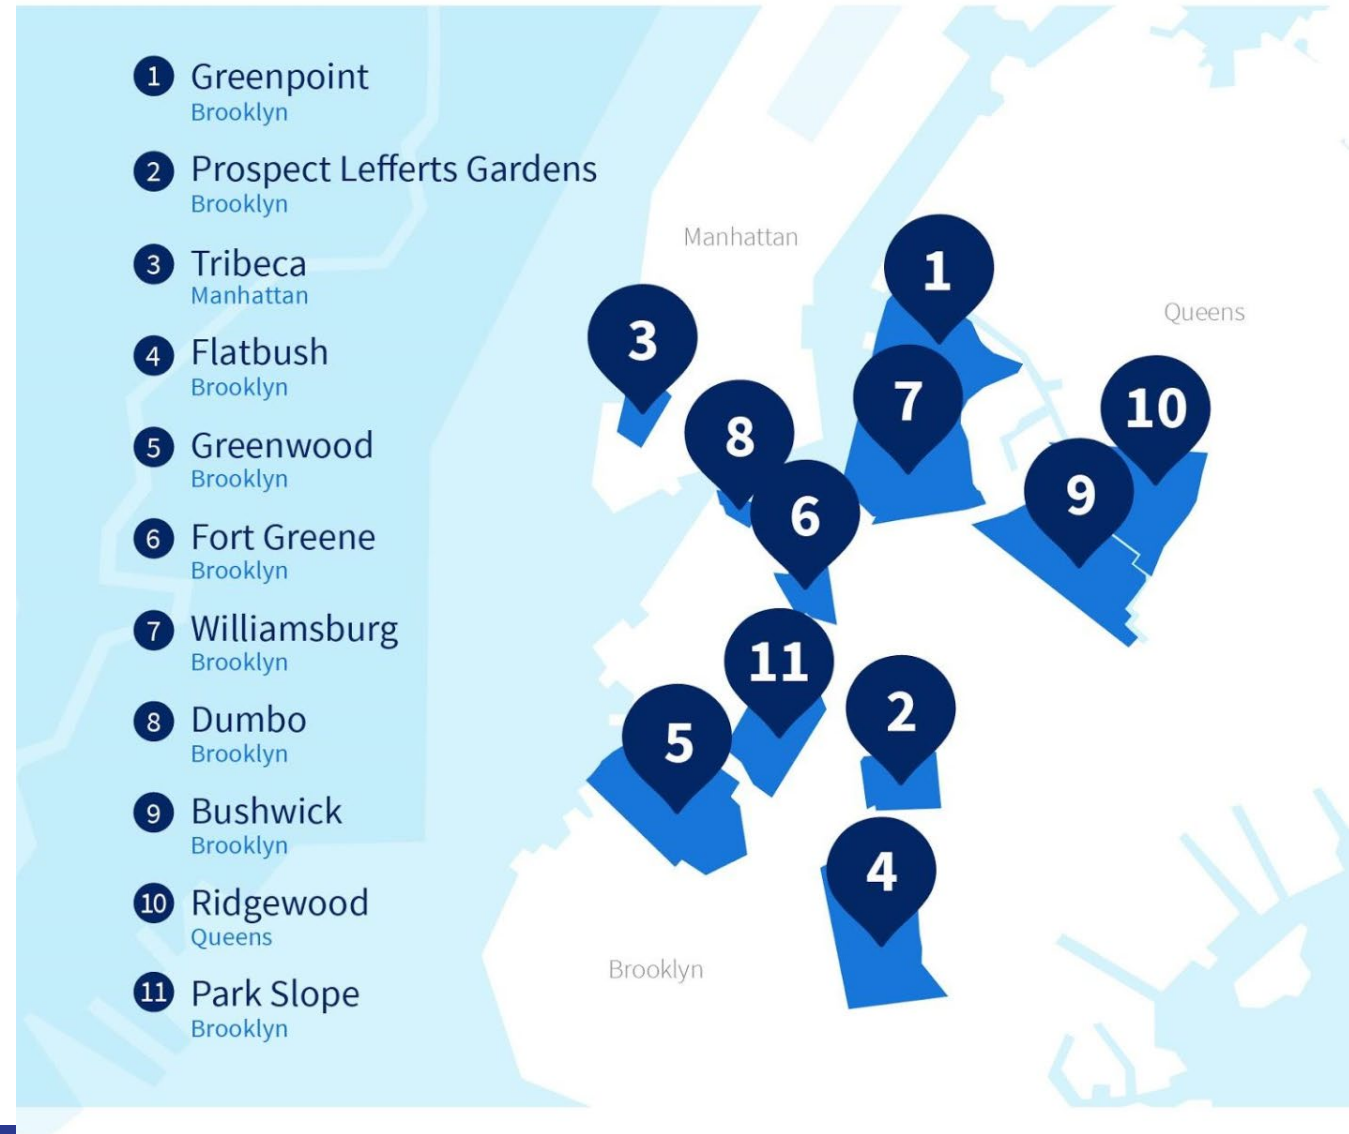 1 Greenpoint
Brooklyn
2 Prospect Lefferts Gardens
Brooklyn
3 Tribeca
Manhattan
4 Flatbush
Brooklyn
5 Greenwood
Brooklyn
6 Fort Greene
Brooklyn
7 Williamsburg
Brooklyn
8 Dumbo
Brooklyn
9 Bushwick
Brooklyn
10 Ridgewood
Queens
11 Park Slope
Brooklyn
Manhattan
1
Queens
3
7
10
8
9
6
11
2
5
4
Brooklyn